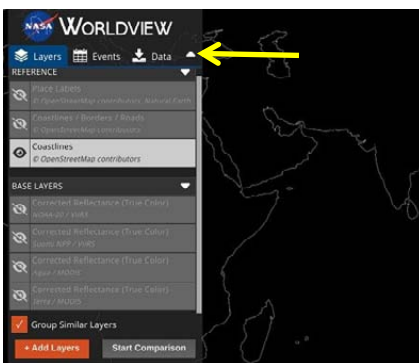 NASA WORLDVIEW
Layers Events Data
REFERENCE
Place Labels
© OpenStreetMap contributors, Natural Earth
Coastlines / Borders / Roads
© OpenStreetMap contributors
Coastlines
© OpenStreetMap contributors
BASE LAYERS
Corrected Reflectance (True Color)
NOAA-20 / VIIRS
Corrected Reflectance (True Color)
Suomi NPP / VIIRS
Corrected Reflectance (True Color)
Aqua / MODIS
Corrected Reflectance (True Color)
Terra / MODIS
Group Similar Layers
+ Add Layers Start Comparison